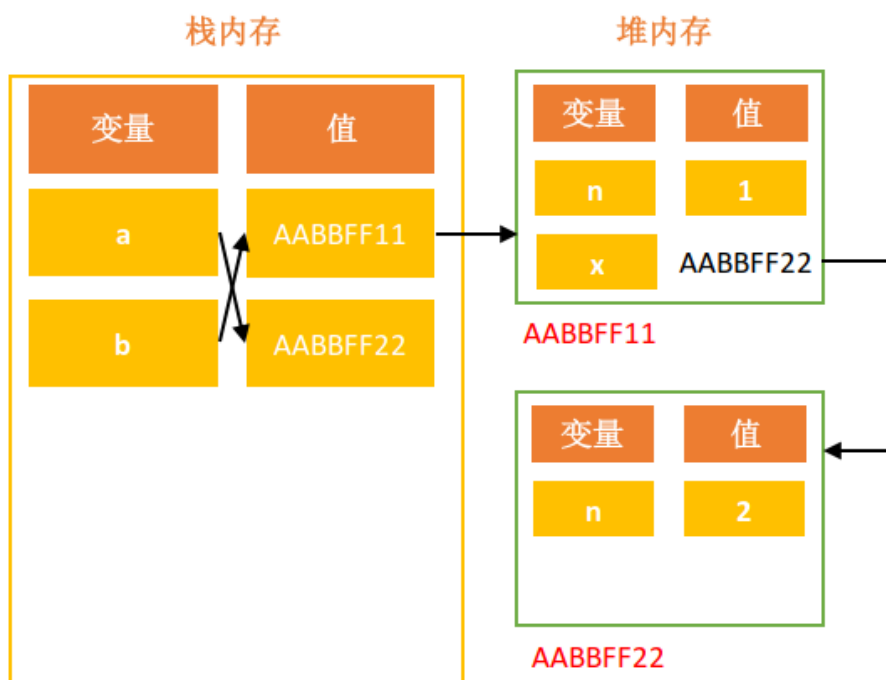 栈内存
堆内存
变量 值
a AABBFF11
b AABBFF22
变量 值
n 1
x AABBFF22
AABBFF11
变量 值
n 2
AABBFF22